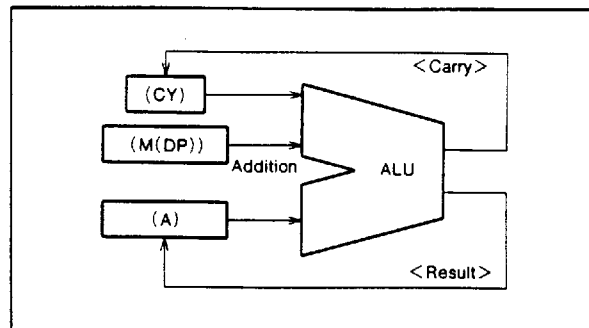 <Carry>
(CY)
(M(DP))
Addition
ALU
(A)
<Result>